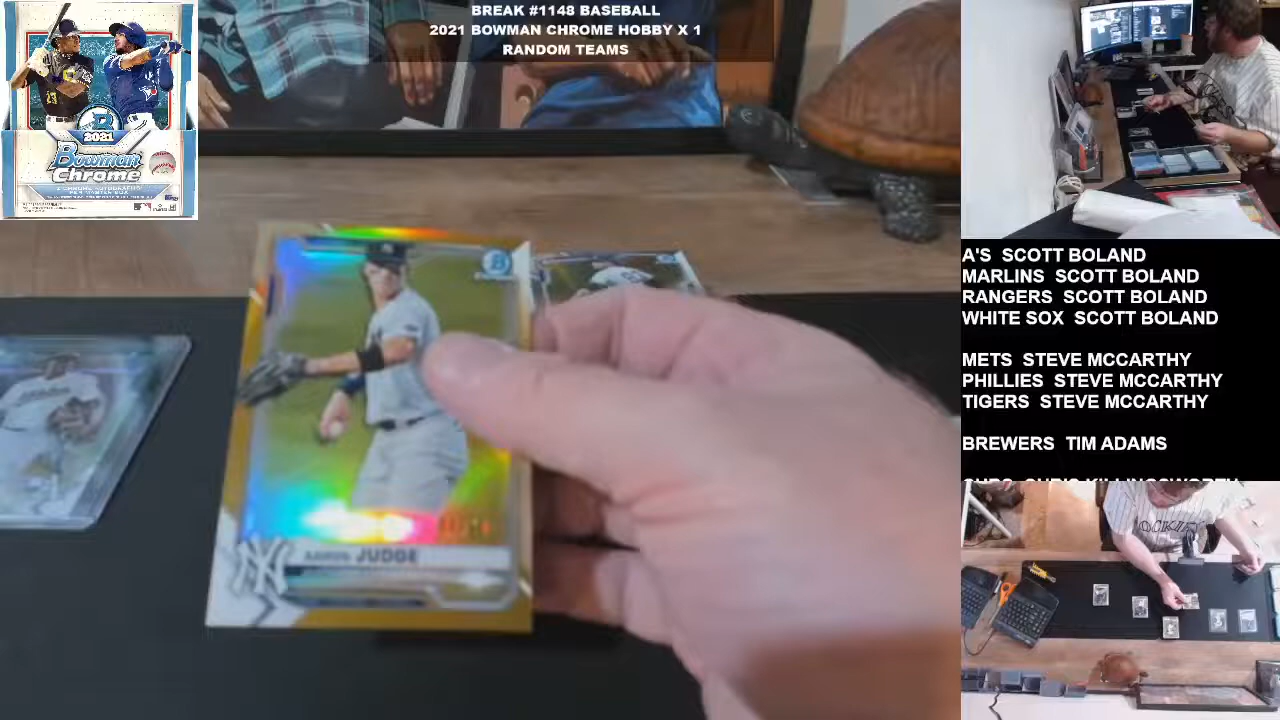 BREAK #1148 BASEBALL
2021 BOWMAN CHROME HOBBY X 1
RANDOM TEAMS
2021
Bowman
Chrome
AARON JUDGE
A'S SCOTT BOLAND
MARLINS SCOTT BOLAND
RANGERS SCOTT BOLAND
WHITE SOX SCOTT BOLAND
METS STEVE MCCARTHY
PHILLIES STEVE MCCARTHY
TIGERS STEVE MCCARTHY
BREWERS TIM ADAMS